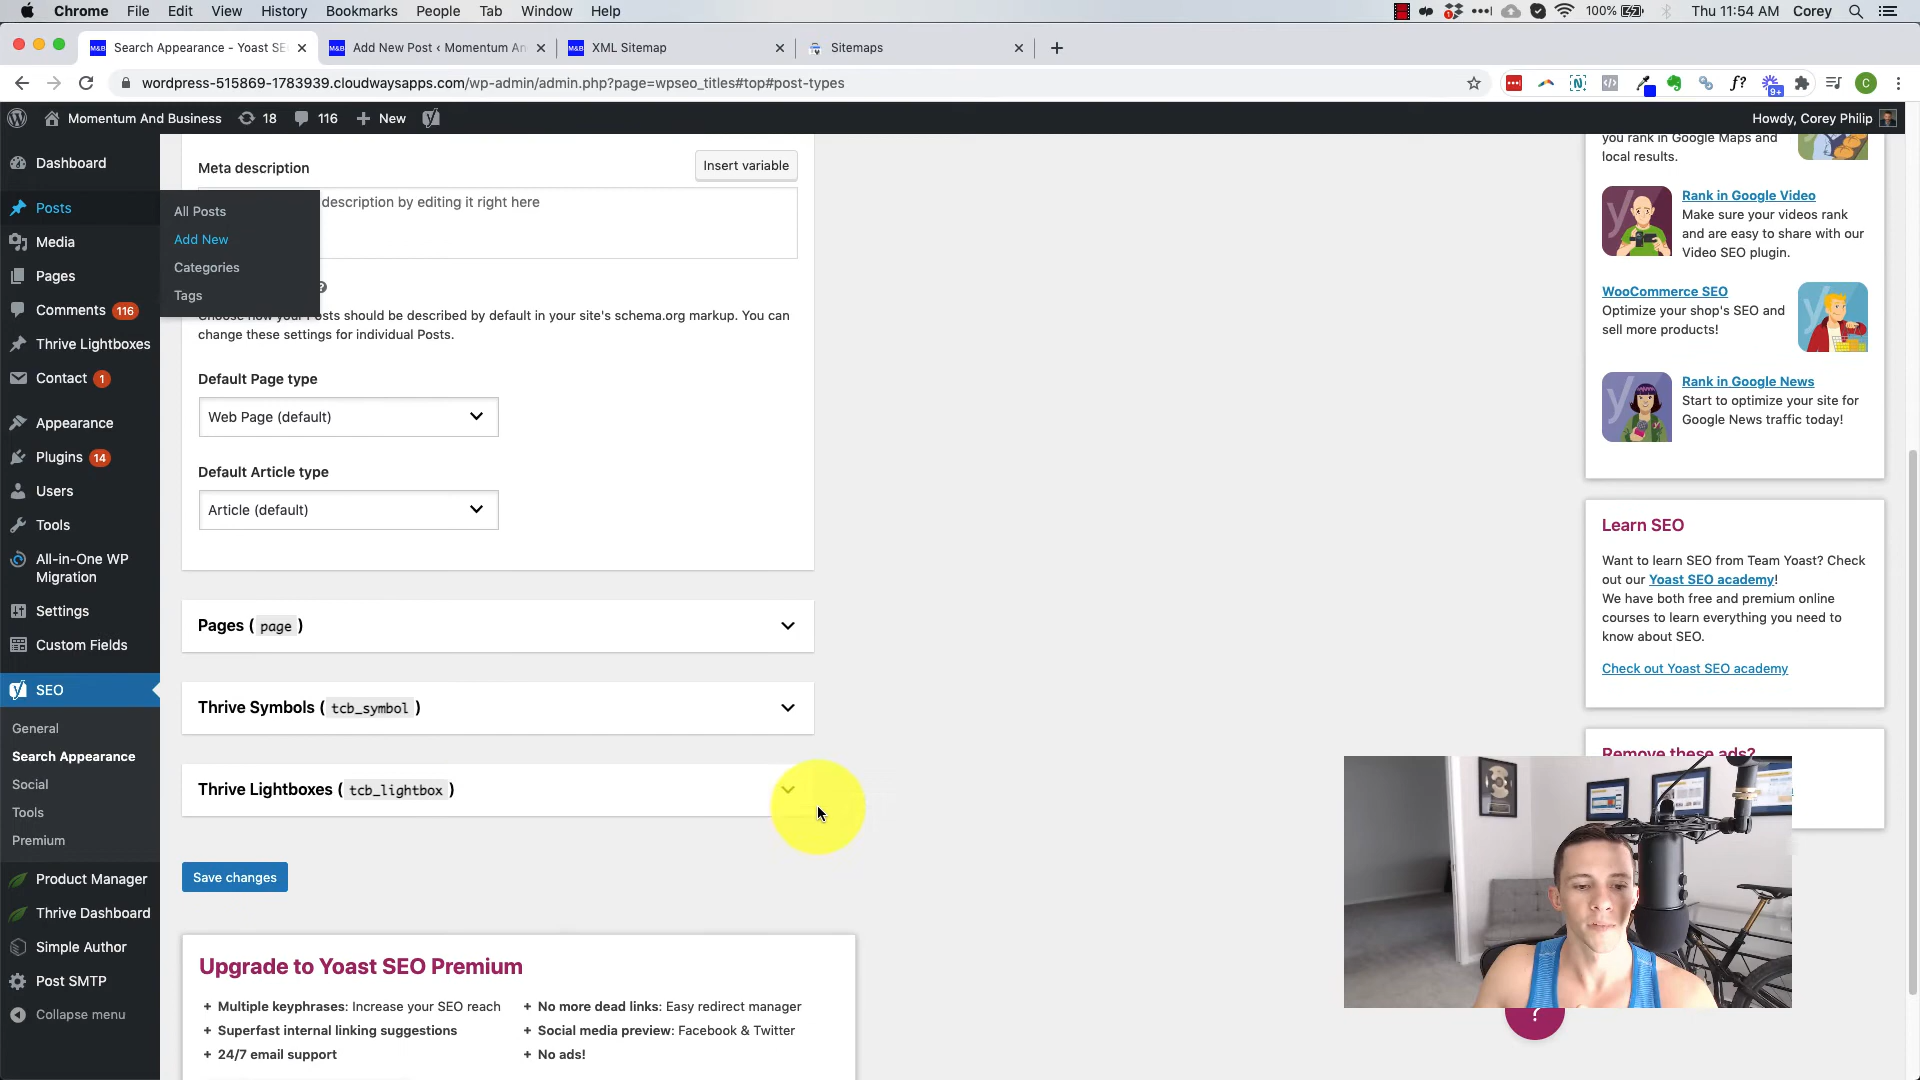 Chrome File Edit View History Bookmarks People Tab Window Help 100% Thu 11:54 AM Corey
Search Appearance - Yoast SE
Add New Post ‹ Momentum An
XML Sitemap
Sitemaps
wordpress-515869-1783939.cloudwaysapps.com/wp-admin/admin.php?page=wpseo_titles#top#post-types
9+
C
Momentum And Business 18 116 New
Howdy, Corey Philip
Dashboard
Posts
Media
Pages
Comments 116
Thrive Lightboxes
Contact 1
Appearance
Plugins 14
Users
Tools
All-in-One WP
Migration
Settings
Custom Fields
SEO
General
Search Appearance
Social
Tools
Premium
Product Manager
Thrive Dashboard
Simple Author
Post SMTP
Collapse menu
All Posts
Add New
Categories
Tags
Meta description
Insert variable
description by editing it right here
Posts should be described by default in your site's schema.org markup. You can
change these settings for individual Posts.
Default Page type
Web Page (default)
Default Article type
Article (default)
Pages ( page )
Thrive Symbols ( tcb_symbol )
Thrive Lightboxes ( tcb_lightbox )
Save changes
Upgrade to Yoast SEO Premium
+ Multiple keyphrases: Increase your SEO reach
+ Superfast internal linking suggestions
+ 24/7 email support
+ No more dead links: Easy redirect manager
+ Social media preview: Facebook & Twitter
+ No ads!
you rank in Google Maps and
local results.
Rank in Google Video
Make sure your videos rank
and are easy to share with our
Video SEO plugin.
WooCommerce SEO
Optimize your shop's SEO and
sell more products!
Rank in Google News
Start to optimize your site for
Google News traffic today!
Learn SEO
Want to learn SEO from Team Yoast? Check
out our Yoast SEO academy!
We have both free and premium online
courses to learn everything you need to
know about SEO.
Check out Yoast SEO academy
Remove these ads?
?